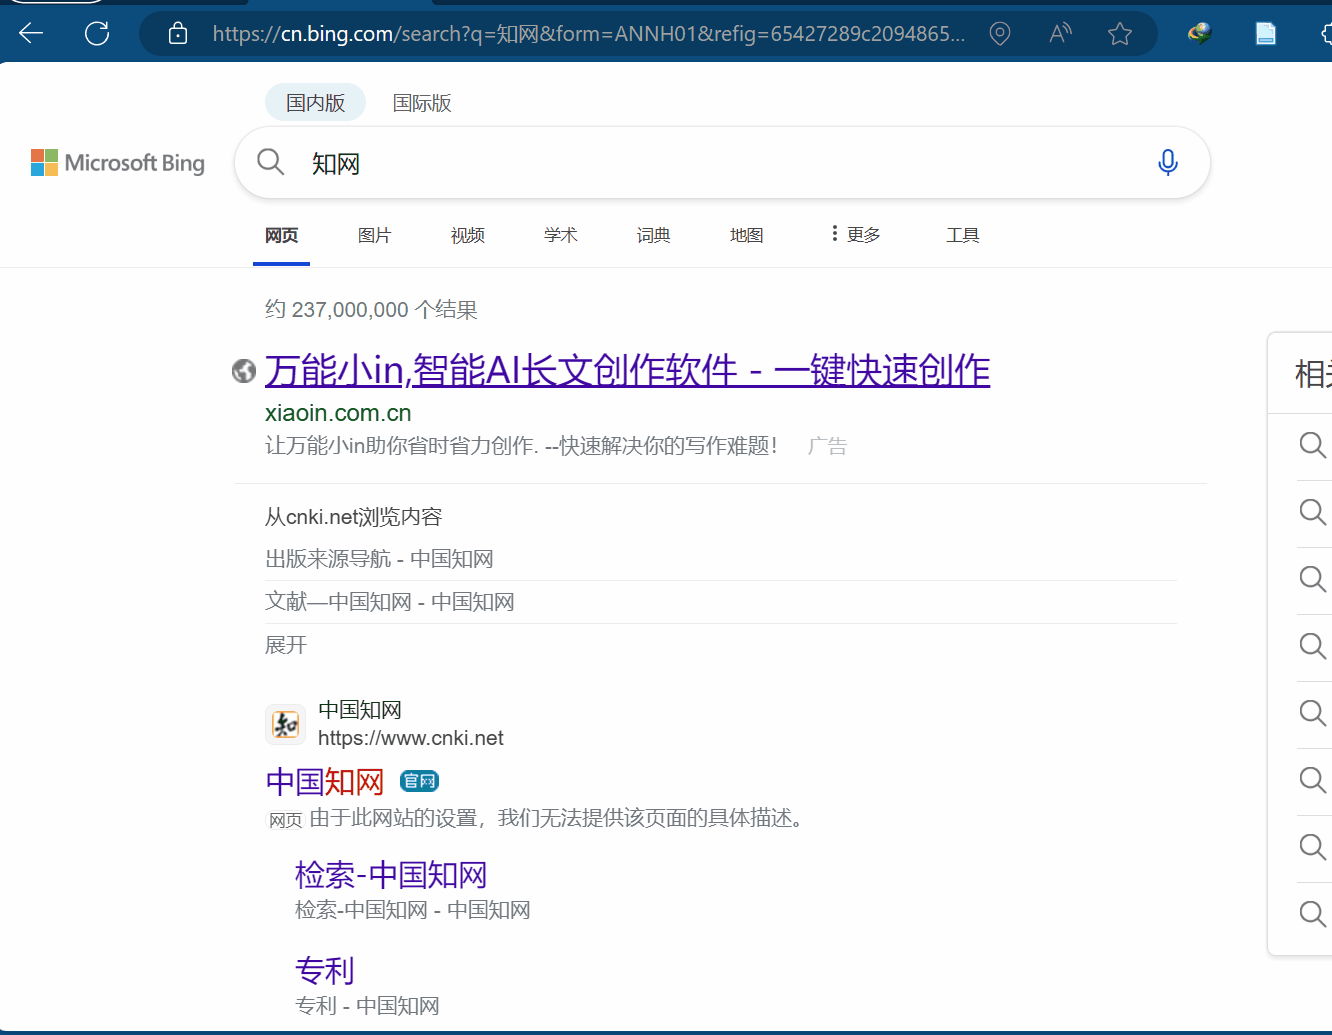 https://cn.bing.com/search?q=知网&form=ANNH01&refig=65427289c2094865...
国内版 国际版
Microsoft Bing
知网
网页 图片 视频 学术 词典 地图 更多 工具
约 237,000,000 个结果
万能小in,智能AI长文创作软件 - 一键快速创作
xiaoin.com.cn
让万能小in助你省时省力创作. --快速解决你的写作难题! 广告
从cnki.net浏览内容
出版来源导航 - 中国知网
文献—中国知网 - 中国知网
展开
中国知网
https://www.cnki.net
中国知网 官网
网页 由于此网站的设置，我们无法提供该页面的具体描述。
检索-中国知网
检索-中国知网 - 中国知网
专利
专利 - 中国知网
相